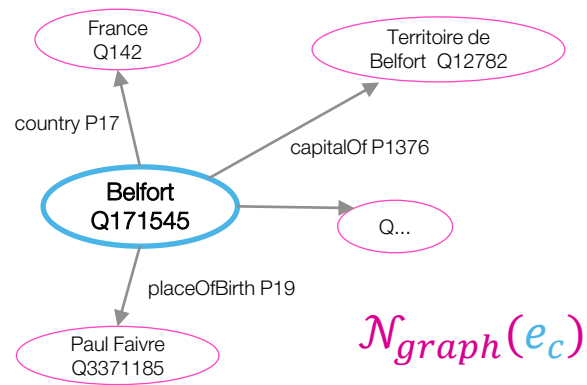 France
Q142
Territoire de
Belfort Q12782
country P17
capitalOf P1376
Belfort
Q171545
Q...
placeOfBirth P19
Paul Faivre
Q3371185
𝒩graph(ec)